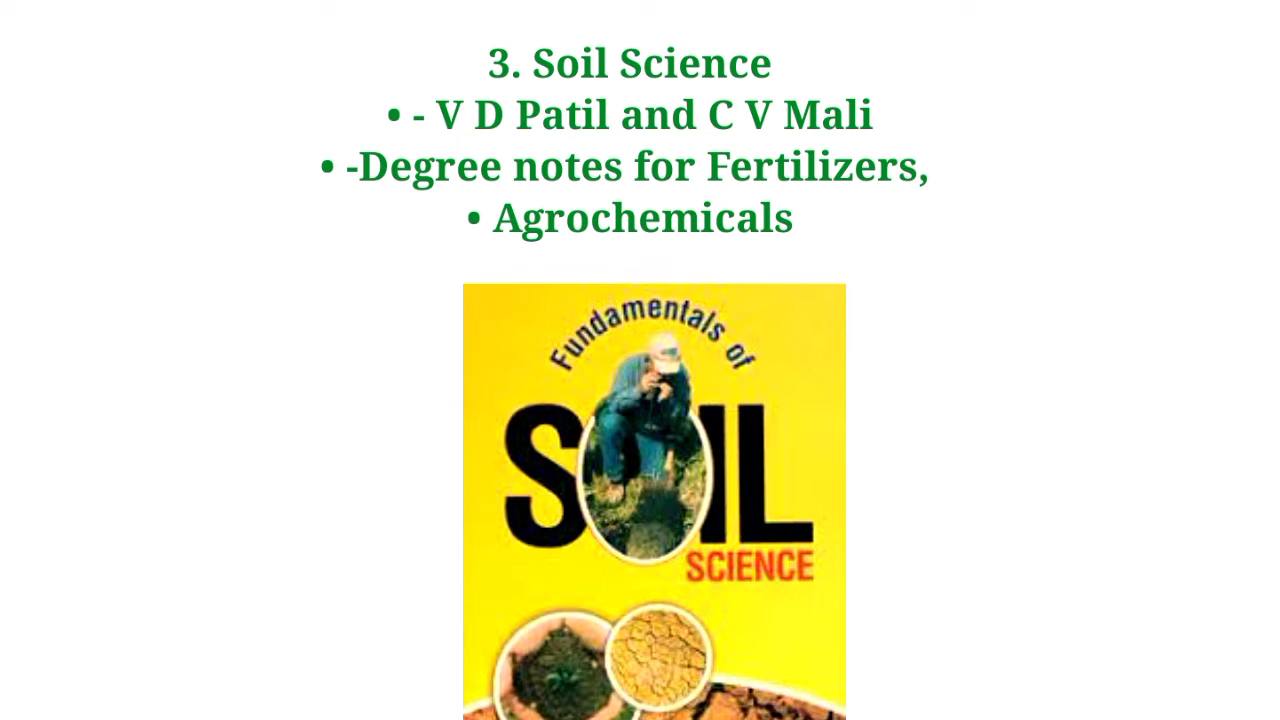 3. Soil Science
• - V D Patil and C V Mali
• -Degree notes for Fertilizers,
• Agrochemicals
Fundamentals of
SOIL
SCIENCE